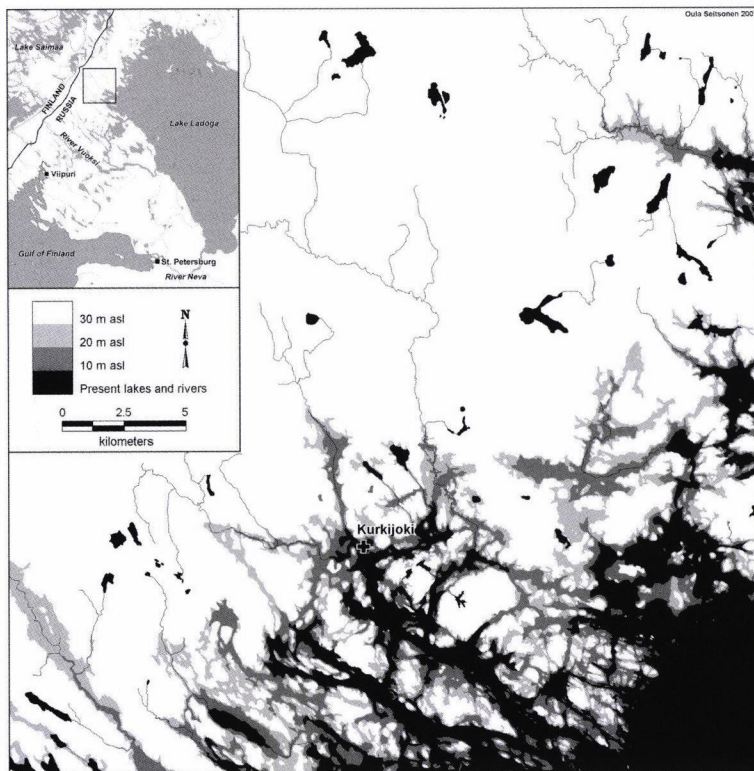 Oula Seitsonen 200
Lake Saimaa
FINLAND
RUSSIA
Lake Ladoga
River Vuoksi
Viipuri
Gulf of Finland
St. Petersburg
River Neva
30 m asl
N
20 m asl
10 m asl
Present lakes and rivers
0 2.5 5
kilometers
Kurkijoki